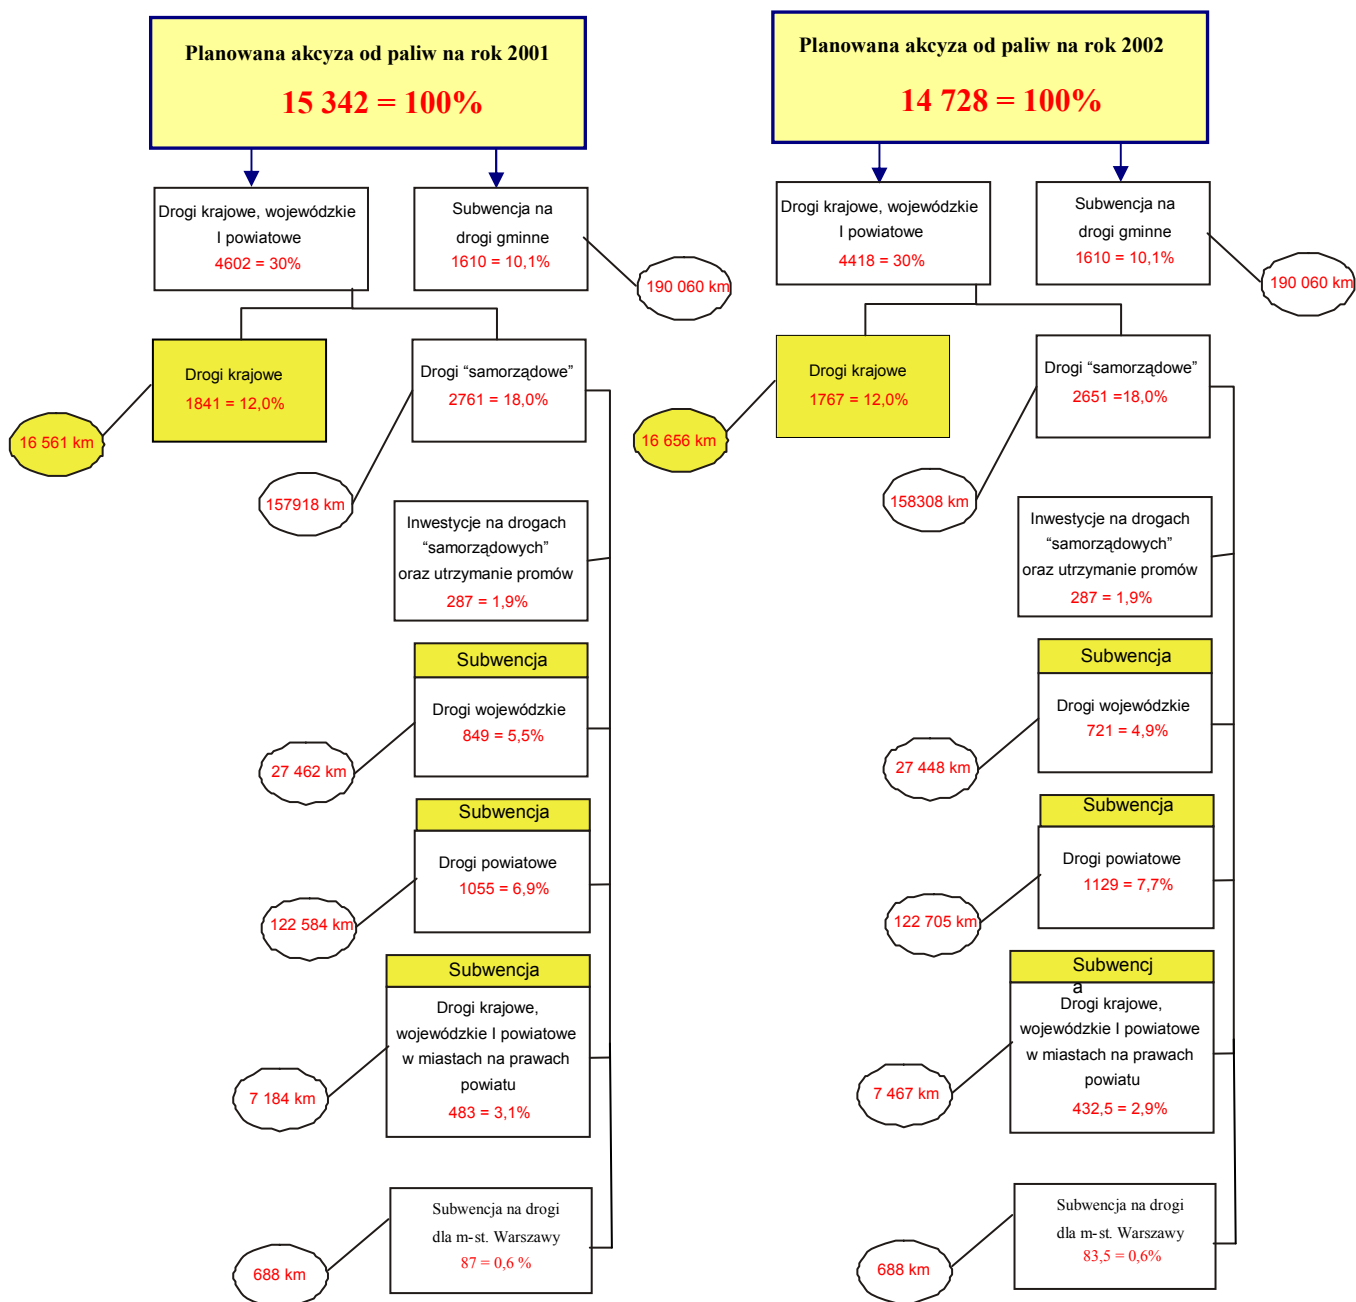 Planowana akcyza od paliw na rok 2001
15 342 = 100%
Drogi krajowe, wojewódzkie
I powiatowe
4602 = 30%
Subwencja na
drogi gminne
1610 = 10,1%
190 060 km
Drogi krajowe
1841 = 12,0%
16 561 km
Drogi “samorządowe”
2761 = 18,0%
157918 km
Inwestycje na drogach
“samorządowych”
oraz utrzymanie promów
287 = 1,9%
Subwencja
Drogi wojewódzkie
849 = 5,5%
27 462 km
Subwencja
Drogi powiatowe
1055 = 6,9%
122 584 km
Subwencja
Drogi krajowe,
wojewódzkie I powiatowe
w miastach na prawach
powiatu
483 = 3,1%
7 184 km
Subwencja na drogi
dla m-st. Warszawy
87 = 0,6 %
688 km
Planowana akcyza od paliw na rok 2002
14 728 = 100%
Drogi krajowe, wojewódzkie
I powiatowe
4418 = 30%
Subwencja na
drogi gminne
1610 = 10,1%
190 060 km
Drogi krajowe
1767 = 12,0%
16 656 km
Drogi “samorządowe”
2651 =18,0%
158308 km
Inwestycje na drogach
“samorządowych”
oraz utrzymanie promów
287 = 1,9%
Subwencja
Drogi wojewódzkie
721 = 4,9%
27 448 km
Subwencja
Drogi powiatowe
1129 = 7,7%
122 705 km
Subwencj
a
Drogi krajowe,
wojewódzkie I powiatowe
w miastach na prawach
powiatu
432,5 = 2,9%
7 467 km
Subwencja na drogi
dla m-st. Warszawy
83,5 = 0,6%
688 km